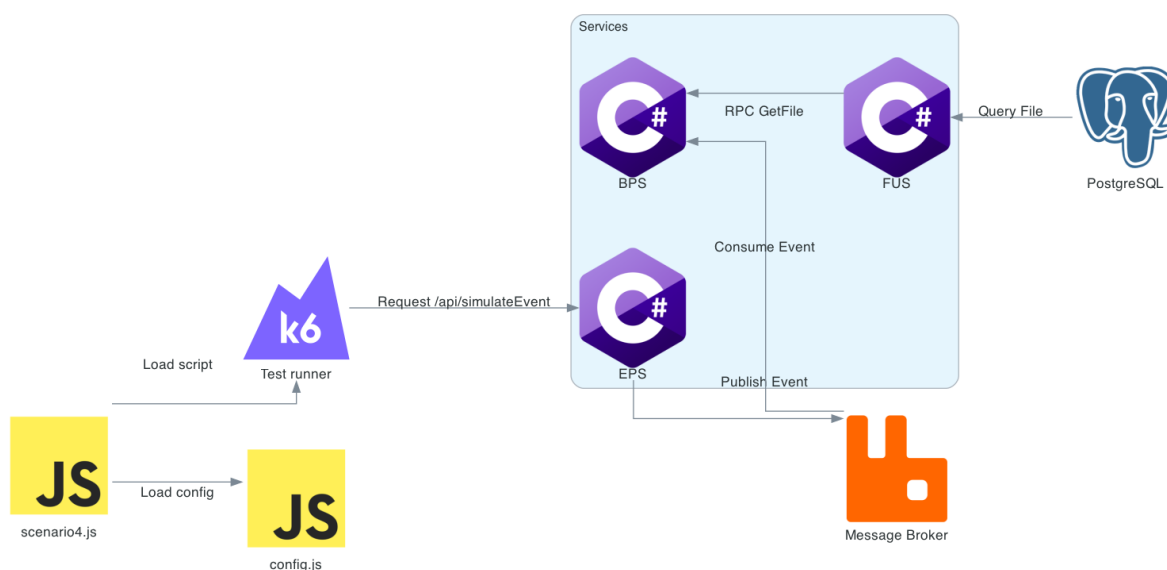 Services
C#
C#
RPC GetFile
Query File
BPS
FUS
PostgreSQL
Consume Event
C#
Request /api/simulateEvent
k6
Load script
Test runner
EPS
Publish Event
JS
JS
Load config
scenario4.js
Message Broker
config.js